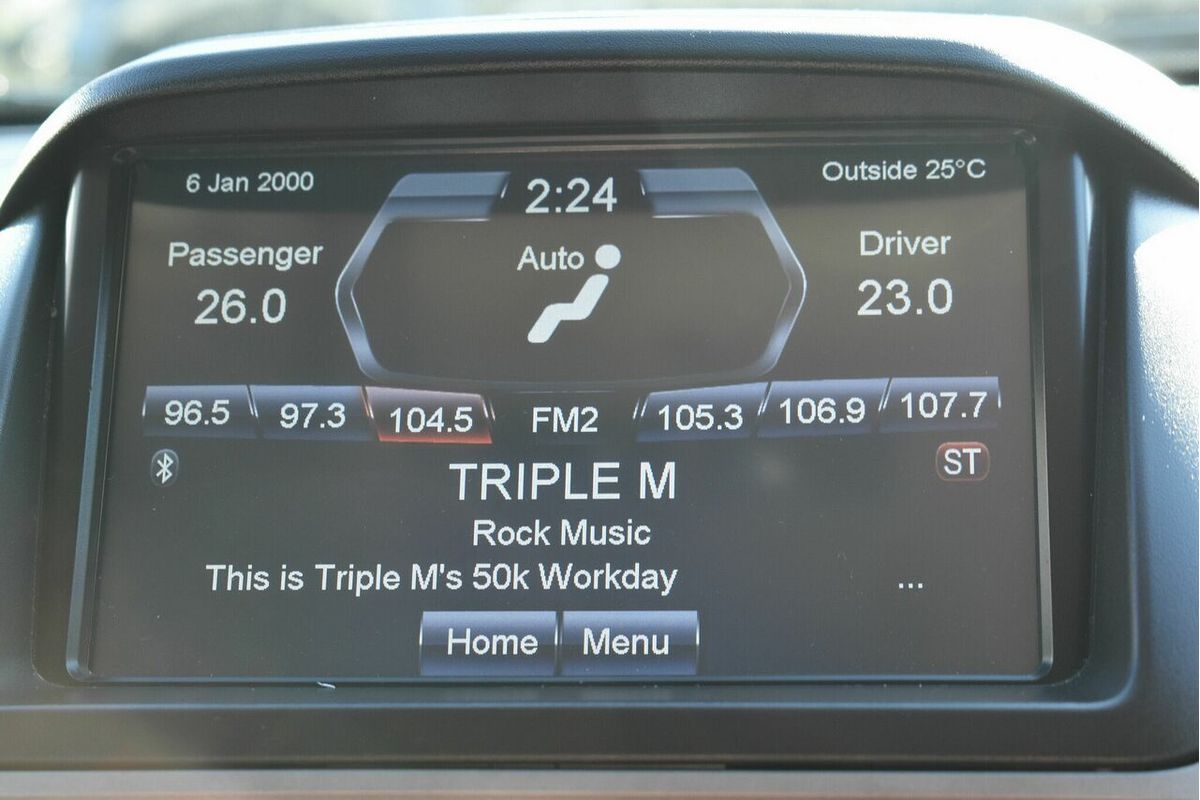 6 Jan 2000
2:24
Outside 25°C
Passenger
26.0
Auto
Driver
23.0
96.5 97.3 104.5 FM2 105.3 106.9 107.7
TRIPLE M
ST
Rock Music
This is Triple M's 50k Workday ...
Home Menu